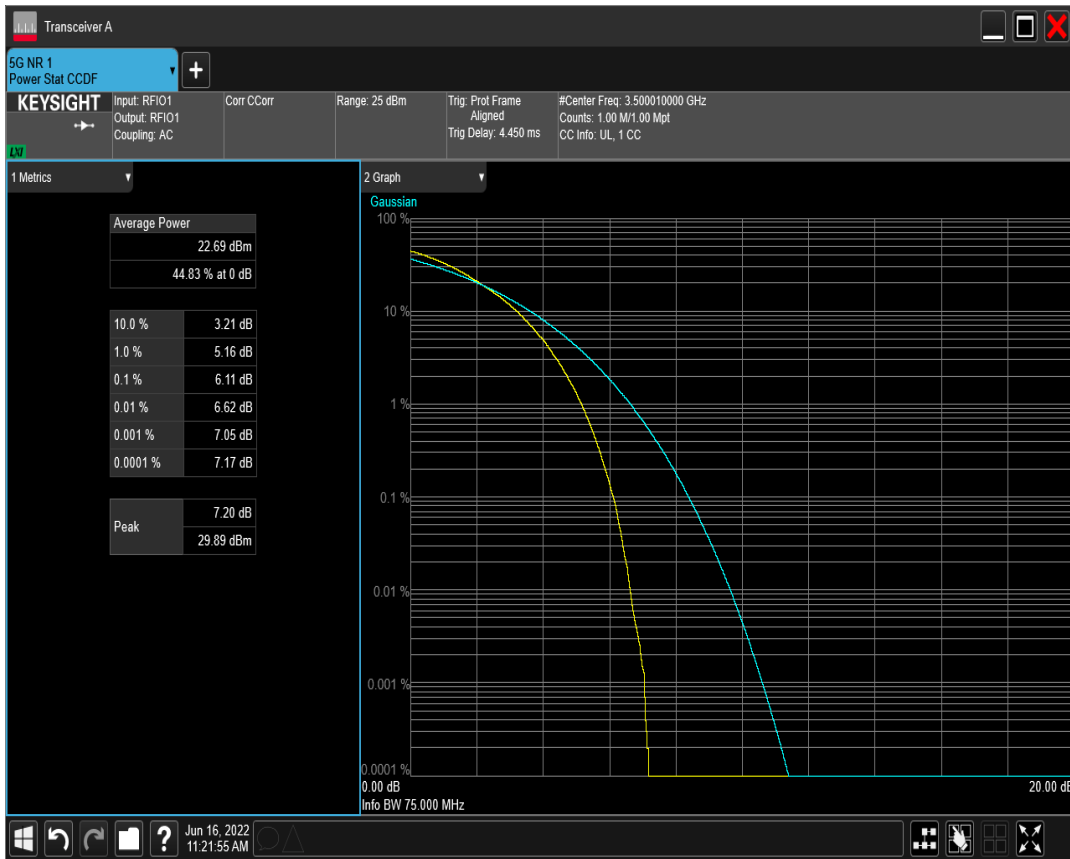 Transceiver A
5G NR 1
Power Stat CCDF
KEYSIGHT
LXI
Input: RFIO1
Output: RFIO1
Coupling: AC
Corr CCorr
Range: 25 dBm
Trig: Prot Frame
Aligned
Trig Delay: 4.450 ms
#Center Freq: 3.500010000 GHz
Counts: 1.00 M/1.00 Mpt
CC Info: UL, 1 CC
1 Metrics
Average Power
22.69 dBm
44.83 % at 0 dB
10.0 % 3.21 dB
1.0 % 5.16 dB
0.1 % 6.11 dB
0.01 % 6.62 dB
0.001 % 7.05 dB
0.0001 % 7.17 dB
Peak
7.20 dB
29.89 dBm
2 Graph
Gaussian
100 %
10 %
1 %
0.1 %
0.01 %
0.001 %
0.0001 %
0.00 dB
20.00 dB
Info BW 75.000 MHz
?
Jun 16, 2022
11:21:55 AM